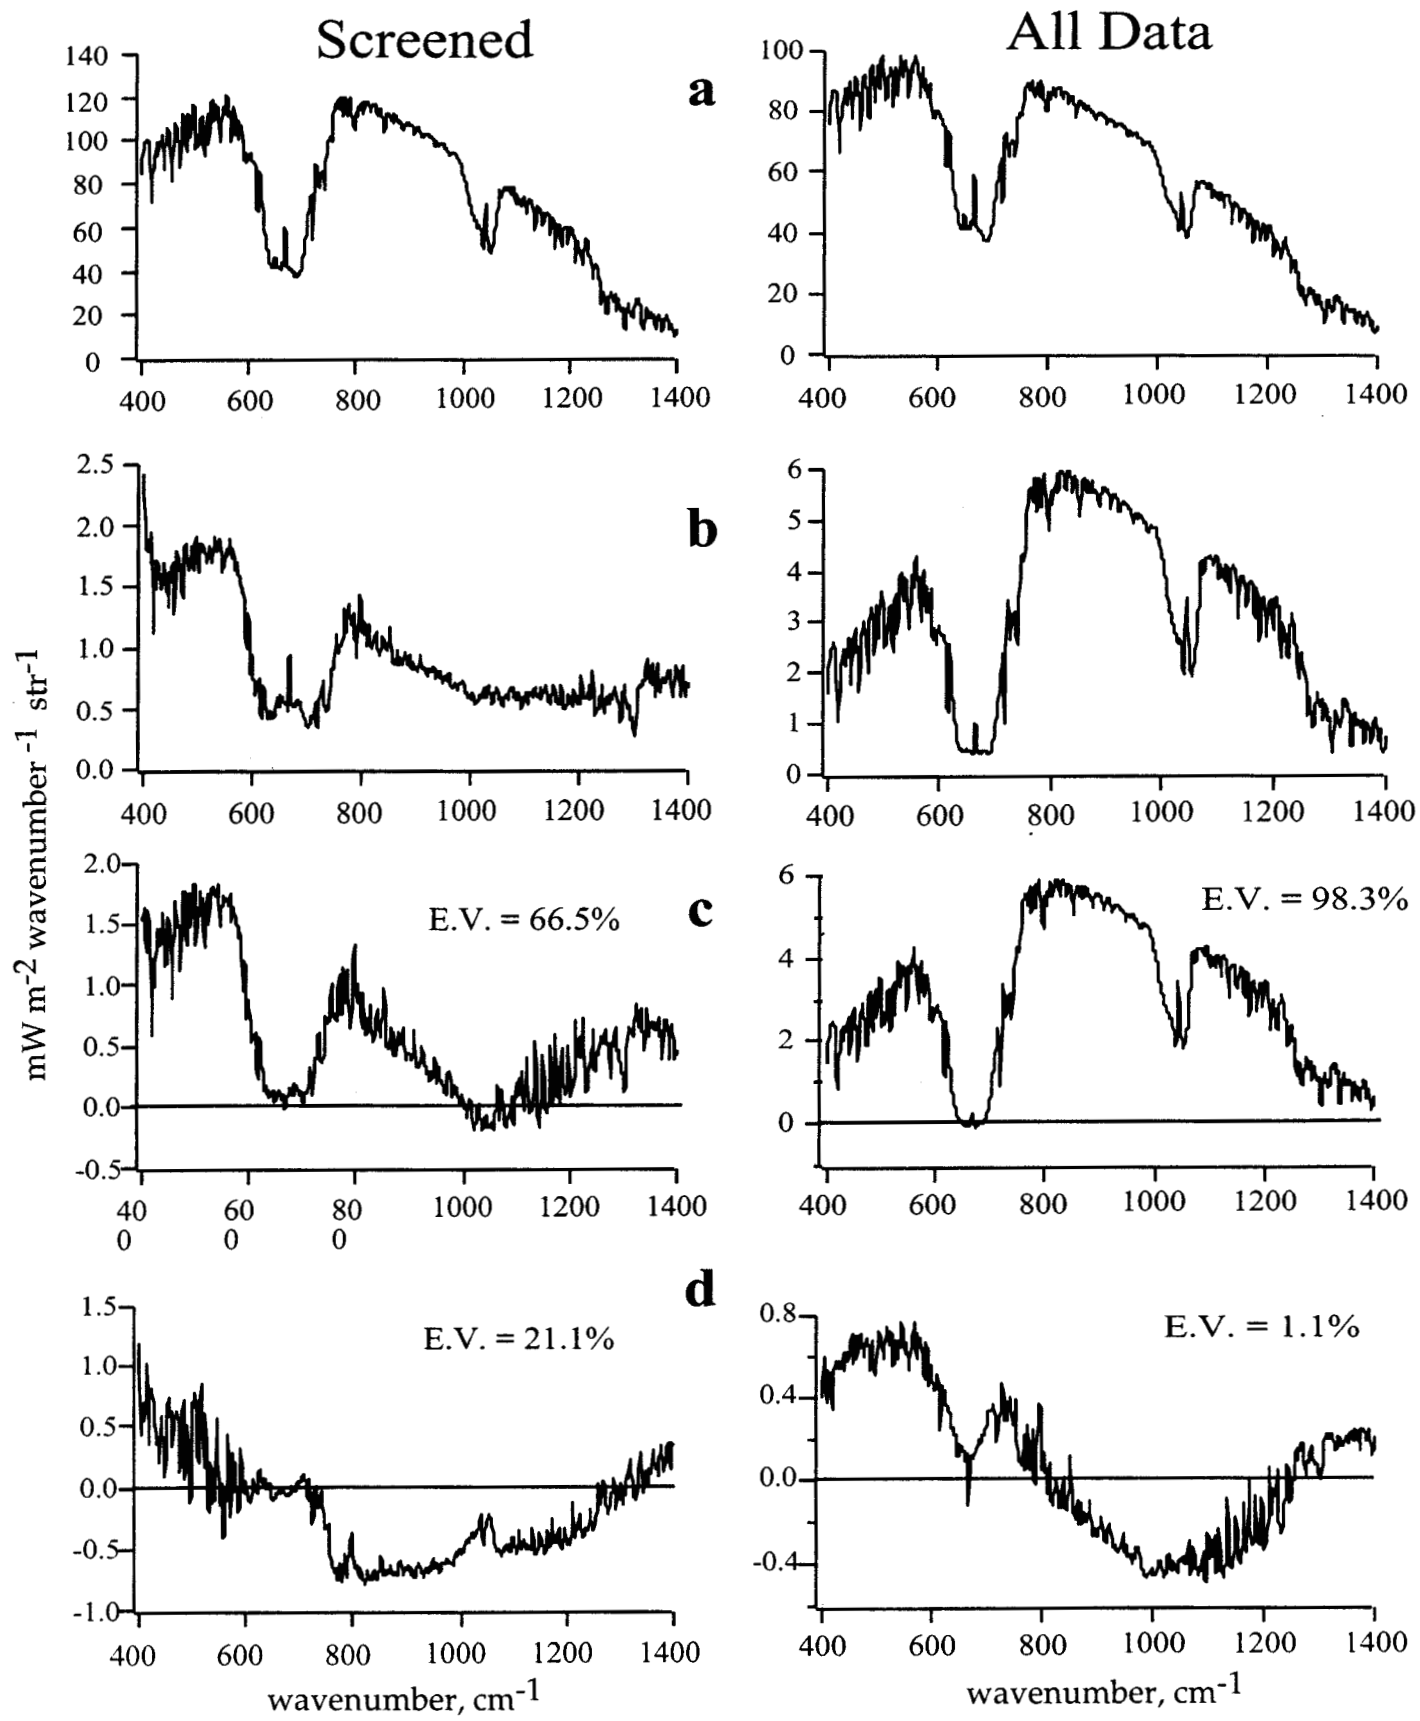 Screened
All Data
a
140
120
100
80
60
40
20
0
400 600 800 1000 1200 1400
100
80
60
40
20
0
400 600 800 1000 1200 1400
b
2.5
2.0
1.5
1.0
0.5
0.0
400 600 800 1000 1200 1400
6
5
4
3
2
1
0
400 600 800 1000 1200 1400
mW m-2 wavenumber-1 str-1
c
2.0
1.5
1.0
0.5
0.0
-0.5
E.V. = 66.5%
40 60 80 1000 1200 1400
0 0 0
6
4
2
0
E.V. = 98.3%
400 600 800 1000 1200 1400
d
1.5
1.0
0.5
0.0
-0.5
-1.0
E.V. = 21.1%
400 600 800 1000 1200 1400
wavenumber, cm-1
0.8
0.4
0.0
-0.4
E.V. = 1.1%
400 600 800 1000 1200 1400
wavenumber, cm-1